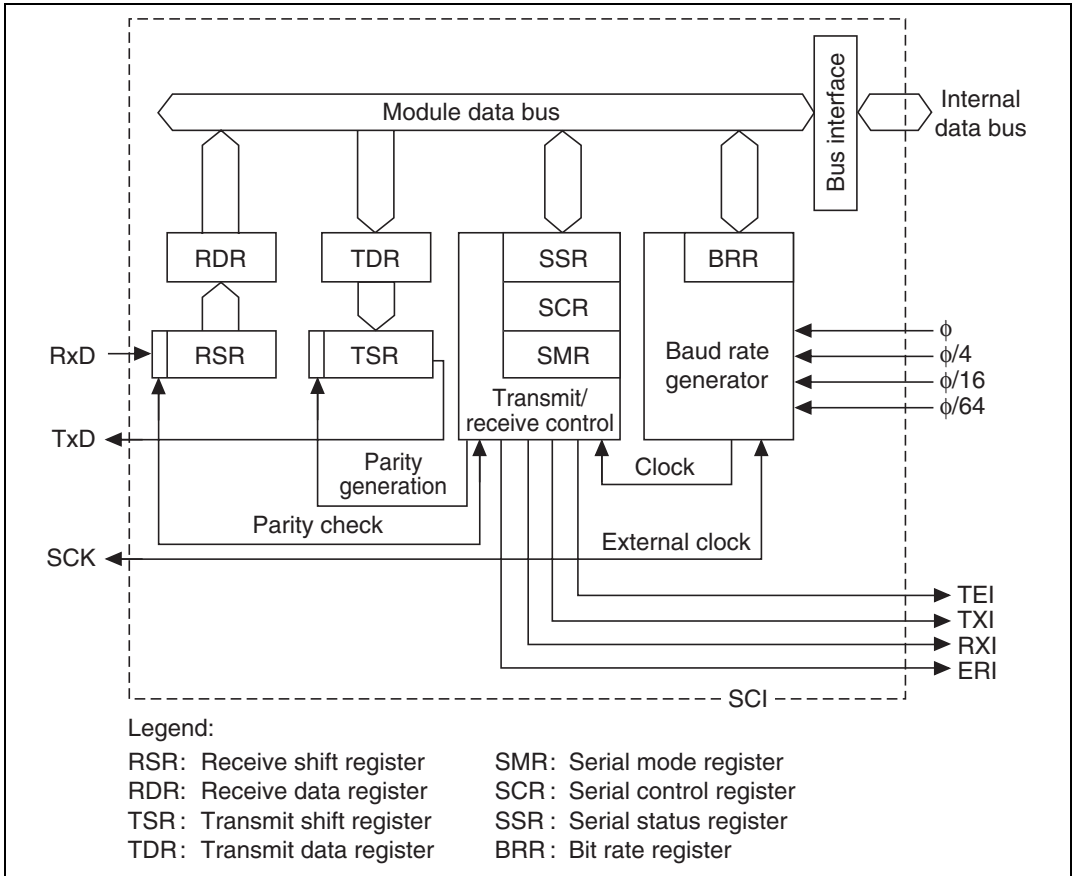 Module data bus
Bus interface
Internal
data bus
RDR
TDR
SSR
BRR
SCR
RxD
RSR
TSR
SMR
Baud rate
generator
ϕ
ϕ/4
ϕ/16
ϕ/64
Transmit/
receive control
TxD
Parity
generation
Clock
Parity check
SCK
External clock
TEI
TXI
RXI
ERI
SCI
Legend:
RSR: Receive shift register
RDR: Receive data register
TSR: Transmit shift register
TDR: Transmit data register
SMR: Serial mode register
SCR: Serial control register
SSR: Serial status register
BRR: Bit rate register